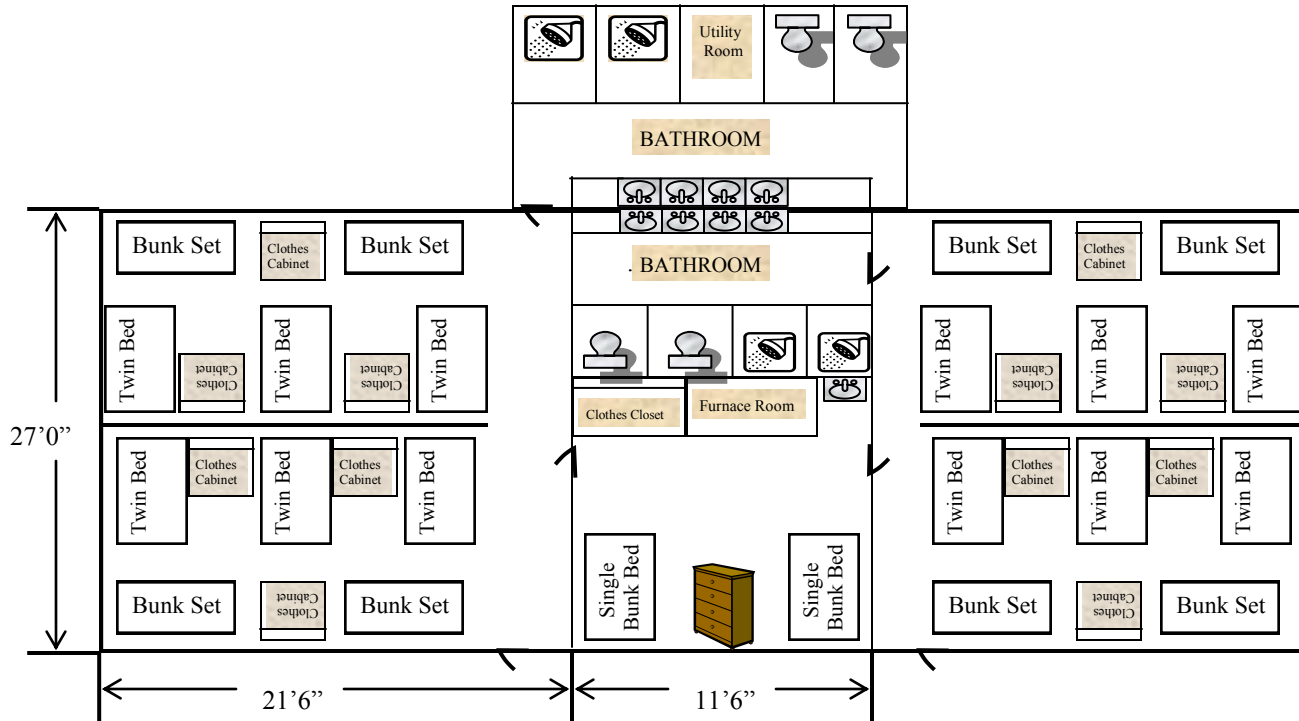 Utility
Room
BATHROOM
Bunk Set
Clothes
Cabinet
Bunk Set
. BATHROOM
Bunk Set
Clothes
Cabinet
Bunk Set
Twin Bed
Clothes
Cabinet
Twin Bed
Clothes
Cabinet
Twin Bed
Twin Bed
Clothes
Cabinet
Twin Bed
Clothes
Cabinet
Twin Bed
Clothes Closet
Furnace Room
27’0”
Twin Bed
Clothes
Cabinet
Twin Bed
Clothes
Cabinet
Twin Bed
Twin Bed
Clothes
Cabinet
Twin Bed
Clothes
Cabinet
Twin Bed
Bunk Set
Clothes
Cabinet
Bunk Set
Single
Bunk Bed
Single
Bunk Bed
Bunk Set
Clothes
Cabinet
Bunk Set
21’6”
11’6”